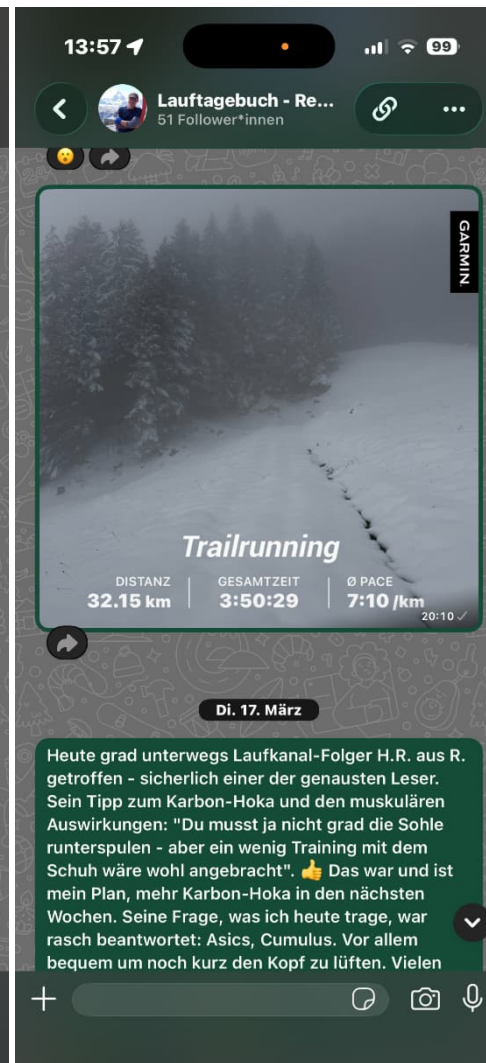 13:57
99
Lauftagebuch - Re...
51 Follower*innen
GARMIN.
Trailrunning
DISTANZ GESAMTZEIT Ø PACE
32.15 km 3:50:29 7:10 /km
20:10
Di. 17. März
Heute grad unterwegs Laufkanal-Folger H.R. aus R.
getroffen - sicherlich einer der genausten Leser.
Sein Tipp zum Karbon-Hoka und den muskulären
Auswirkungen: "Du musst ja nicht grad die Sohle
runterspulen - aber ein wenig Training mit dem
Schuh wäre wohl angebracht". 👍 Das war und ist
mein Plan, mehr Karbon-Hoka in den nächsten
Wochen. Seine Frage, was ich heute trage, war
rasch beantwortet: Asics, Cumulus. Vor allem
bequem um noch kurz den Kopf zu lüften. Vielen